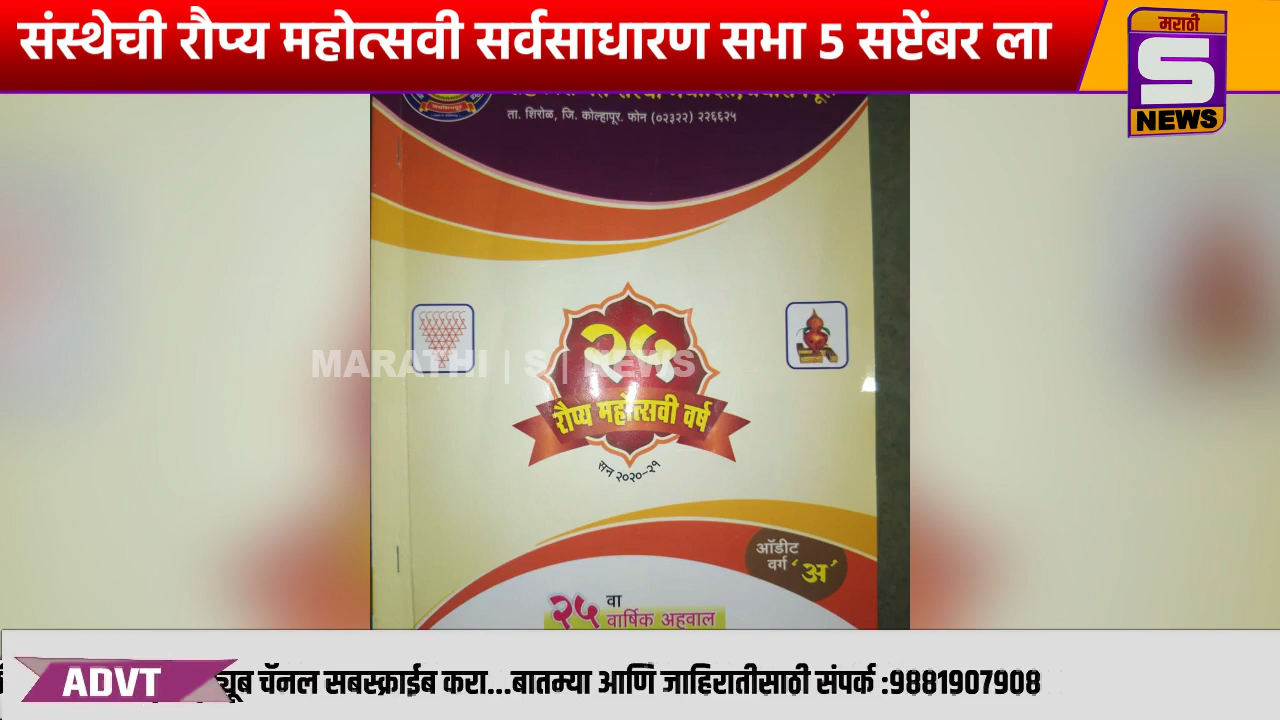 संस्थेची रौप्य महोत्सवी सर्वसाधारण सभा 5 सप्टेंबर ला
मराठी
S
NEWS
ता. शिरोळ, जि. कोल्हापूर. फोन (०२३२२) २२६६२५
MARATHI | S | NEWS
२५
रौप्य महोत्सवी वर्ष
सन २०२०-२१
ऑडीट
वर्ग 'अ'
२५ वा
वार्षिक अहवाल
ADVT
चॅनल सबस्क्राईब करा...बातम्या आणि जाहिरातीसाठी संपर्क :9881907908